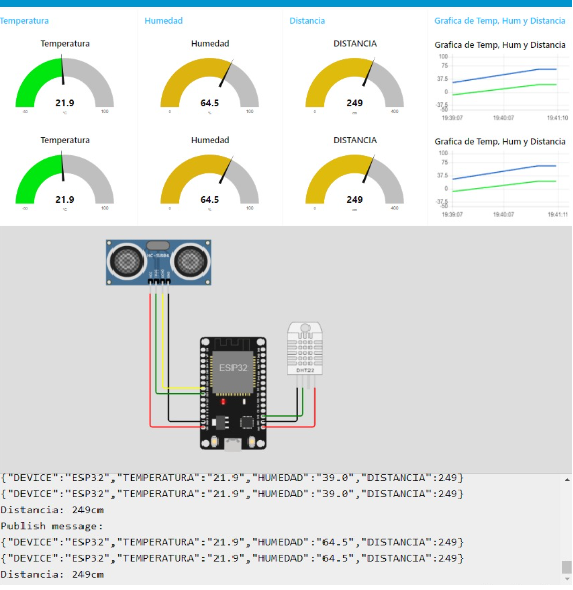 Temperatura Humedad Distancia Grafica de Temp, Hum y Distancia
Temperatura Humedad DISTANCIA Grafica de Temp, Hum y Distancia
100
75
37.5
0
-37.5
-50
21.9 64.5 249
°C % cm
100 0 100 0 400
19:39:07 19:40:07 19:41:10
Temperatura Humedad DISTANCIA Grafica de Temp, Hum y Distancia
100
75
37.5
0
-37.5
-50
21.9 64.5 249
°C % cm
100 0 100 0 400
19:39:07 19:40:07 19:41:11
HC-SR04
ESP32
DHT22
{"DEVICE":"ESP32","TEMPERATURA":"21.9","HUMEDAD":"39.0","DISTANCIA":249}
{"DEVICE":"ESP32","TEMPERATURA":"21.9","HUMEDAD":"39.0","DISTANCIA":249}
Distancia: 249cm
Publish message:
{"DEVICE":"ESP32","TEMPERATURA":"21.9","HUMEDAD":"64.5","DISTANCIA":249}
{"DEVICE":"ESP32","TEMPERATURA":"21.9","HUMEDAD":"64.5","DISTANCIA":249}
Distancia: 249cm